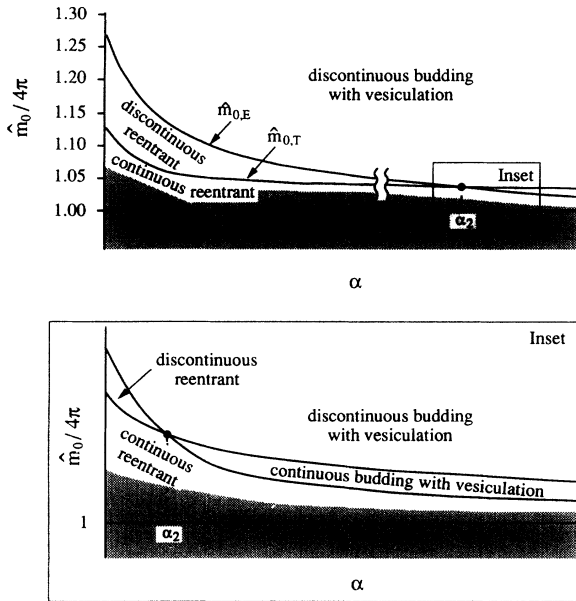 1.30
1.25
1.20
1.15
1.10
1.05
1.00
m̂₀ / 4π
discontinuous budding
with vesiculation
m̂₀,E
m̂₀,T
discontinuous
reentrant
continuous reentrant
Inset
α₂
α
Inset
discontinuous
reentrant
discontinuous budding
with vesiculation
m̂₀ / 4π
continuous
reentrant
continuous budding with vesiculation
1
α₂
α